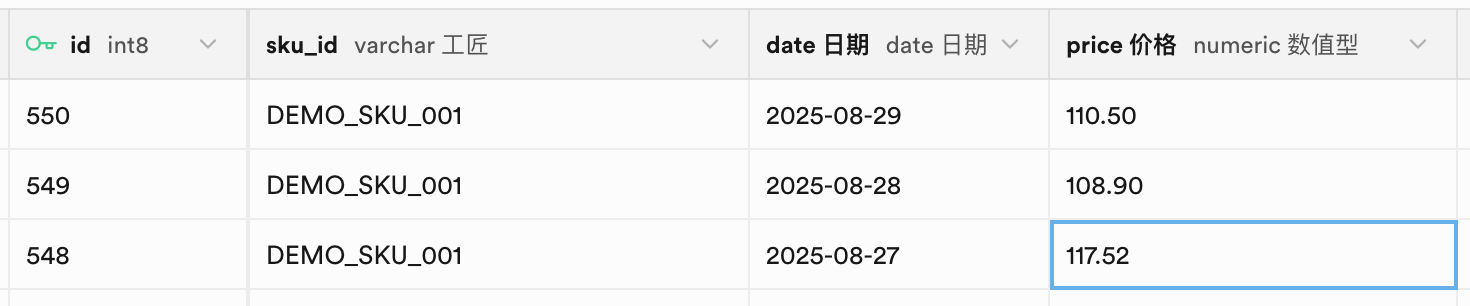 id int8 sku_id varchar 工匠 date 日期 date 日期 price 价格 numeric 数值型
550 DEMO_SKU_001 2025-08-29 110.50
549 DEMO_SKU_001 2025-08-28 108.90
548 DEMO_SKU_001 2025-08-27 117.52